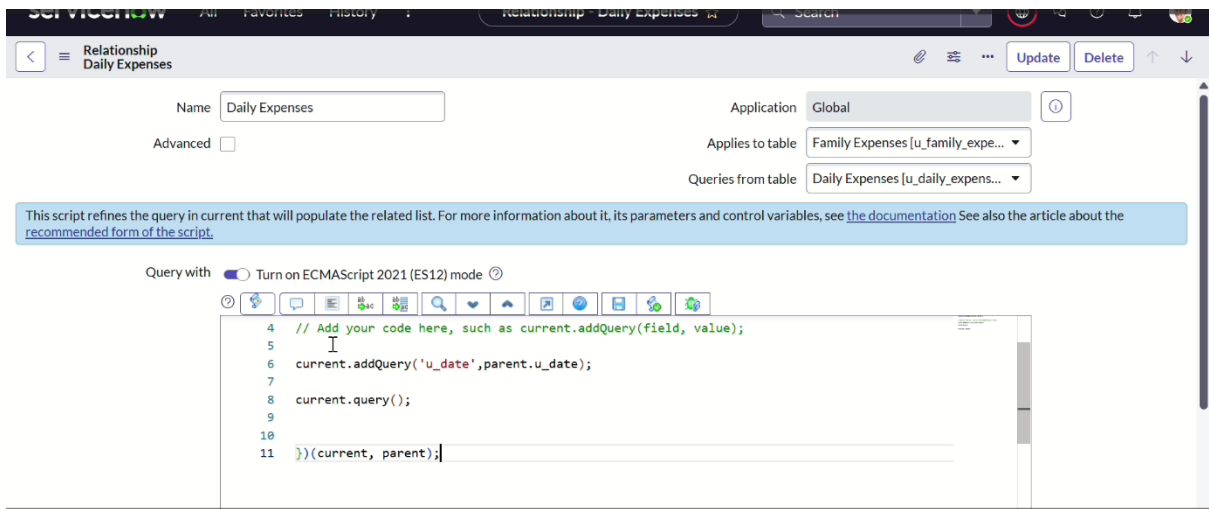 servicenow All Favorites History Relationship - Daily Expenses Search
Relationship
Daily Expenses
Update Delete
Name Daily Expenses
Application Global
Advanced
Applies to table Family Expenses [u_family_expe...
Queries from table Daily Expenses [u_daily_expens...
This script refines the query in current that will populate the related list. For more information about it, its parameters and control variables, see the documentation See also the article about the
recommended form of the script.
Query with Turn on ECMAScript 2021 (ES12) mode
4 // Add your code here, such as current.addQuery(field, value);
5
6 current.addQuery('u_date',parent.u_date);
7
8 current.query();
9
10
11 })(current, parent);